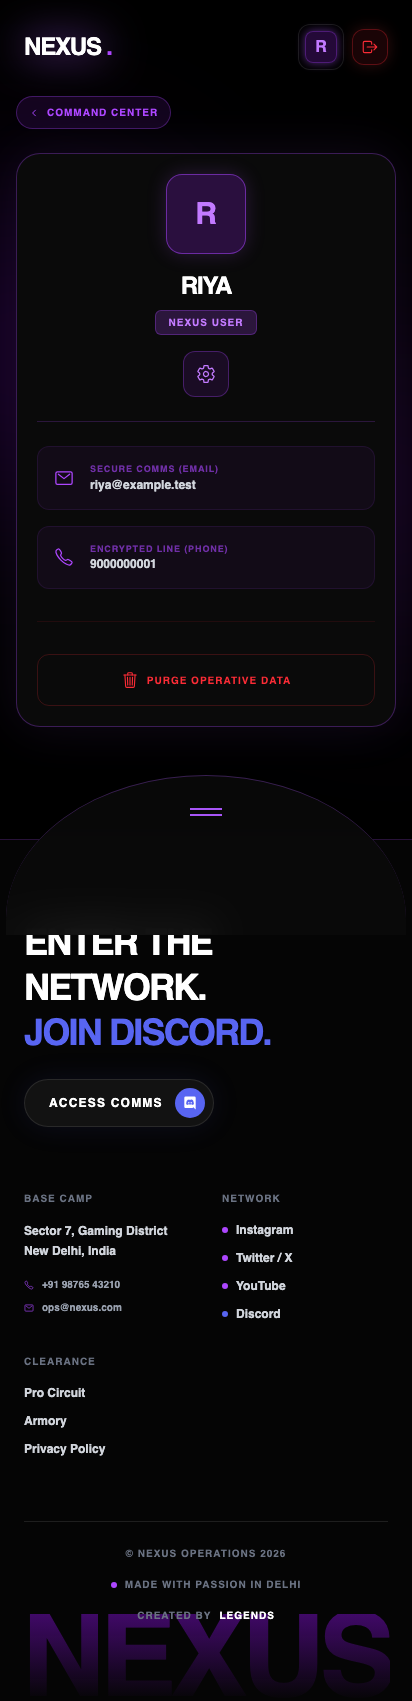 NEXUS.
R
COMMAND CENTER
R
RIYA
NEXUS USER
SECURE COMMS (EMAIL)
riya@example.test
ENCRYPTED LINE (PHONE)
9000000001
PURGE OPERATIVE DATA
ENTER THE
NETWORK.
JOIN DISCORD.
ACCESS COMMS
BASE CAMP
Sector 7, Gaming District
New Delhi, India
+91 98765 43210
ops@nexus.com
NETWORK
Instagram
Twitter / X
YouTube
Discord
CLEARANCE
Pro Circuit
Armory
Privacy Policy
© NEXUS OPERATIONS 2026
MADE WITH PASSION IN DELHI
CREATED BY LEGENDS
NEXUS